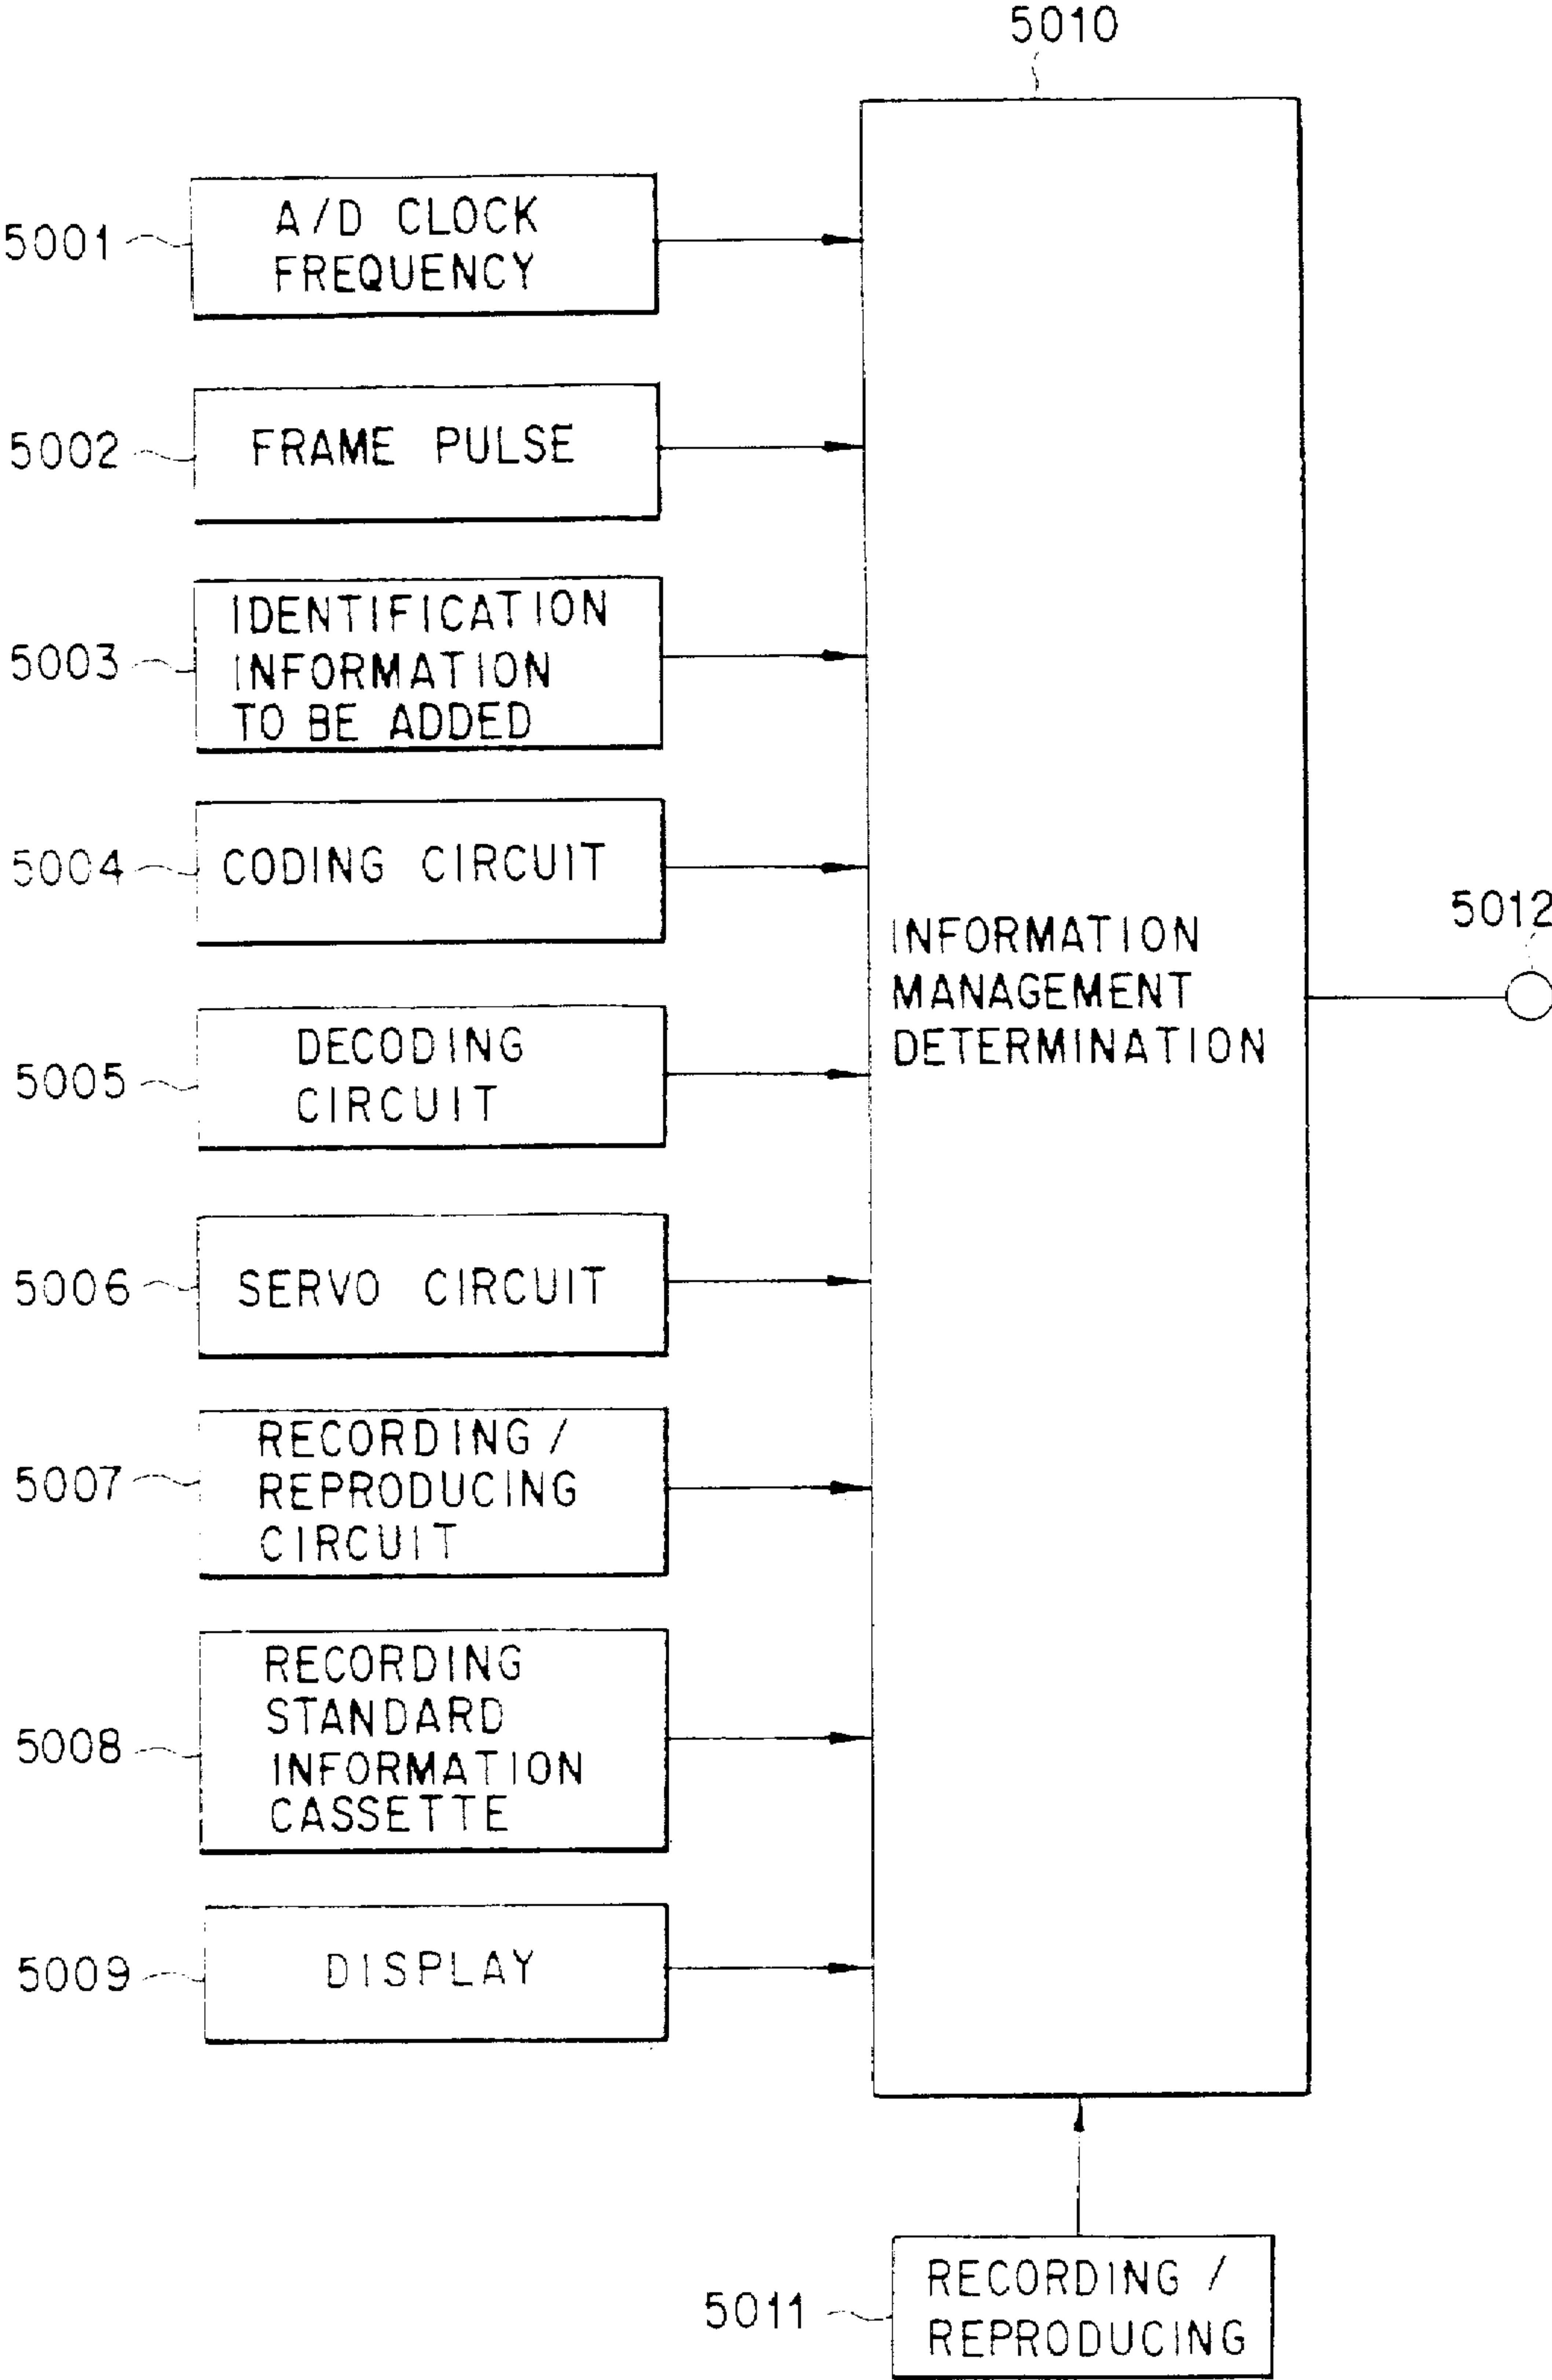 5010
5001
A/D CLOCK
FREQUENCY
5002
FRAME PULSE
5003
IDENTIFICATION
INFORMATION
TO BE ADDED
5004
CODING CIRCUIT
5012
INFORMATION
MANAGEMENT
DETERMINATION
5005
DECODING
CIRCUIT
5006
SERVO CIRCUIT
5007
RECORDING /
REPRODUCING
CIRCUIT
5008
RECORDING
STANDARD
INFORMATION
CASSETTE
5009
DISPLAY
5011
RECORDING /
REPRODUCING